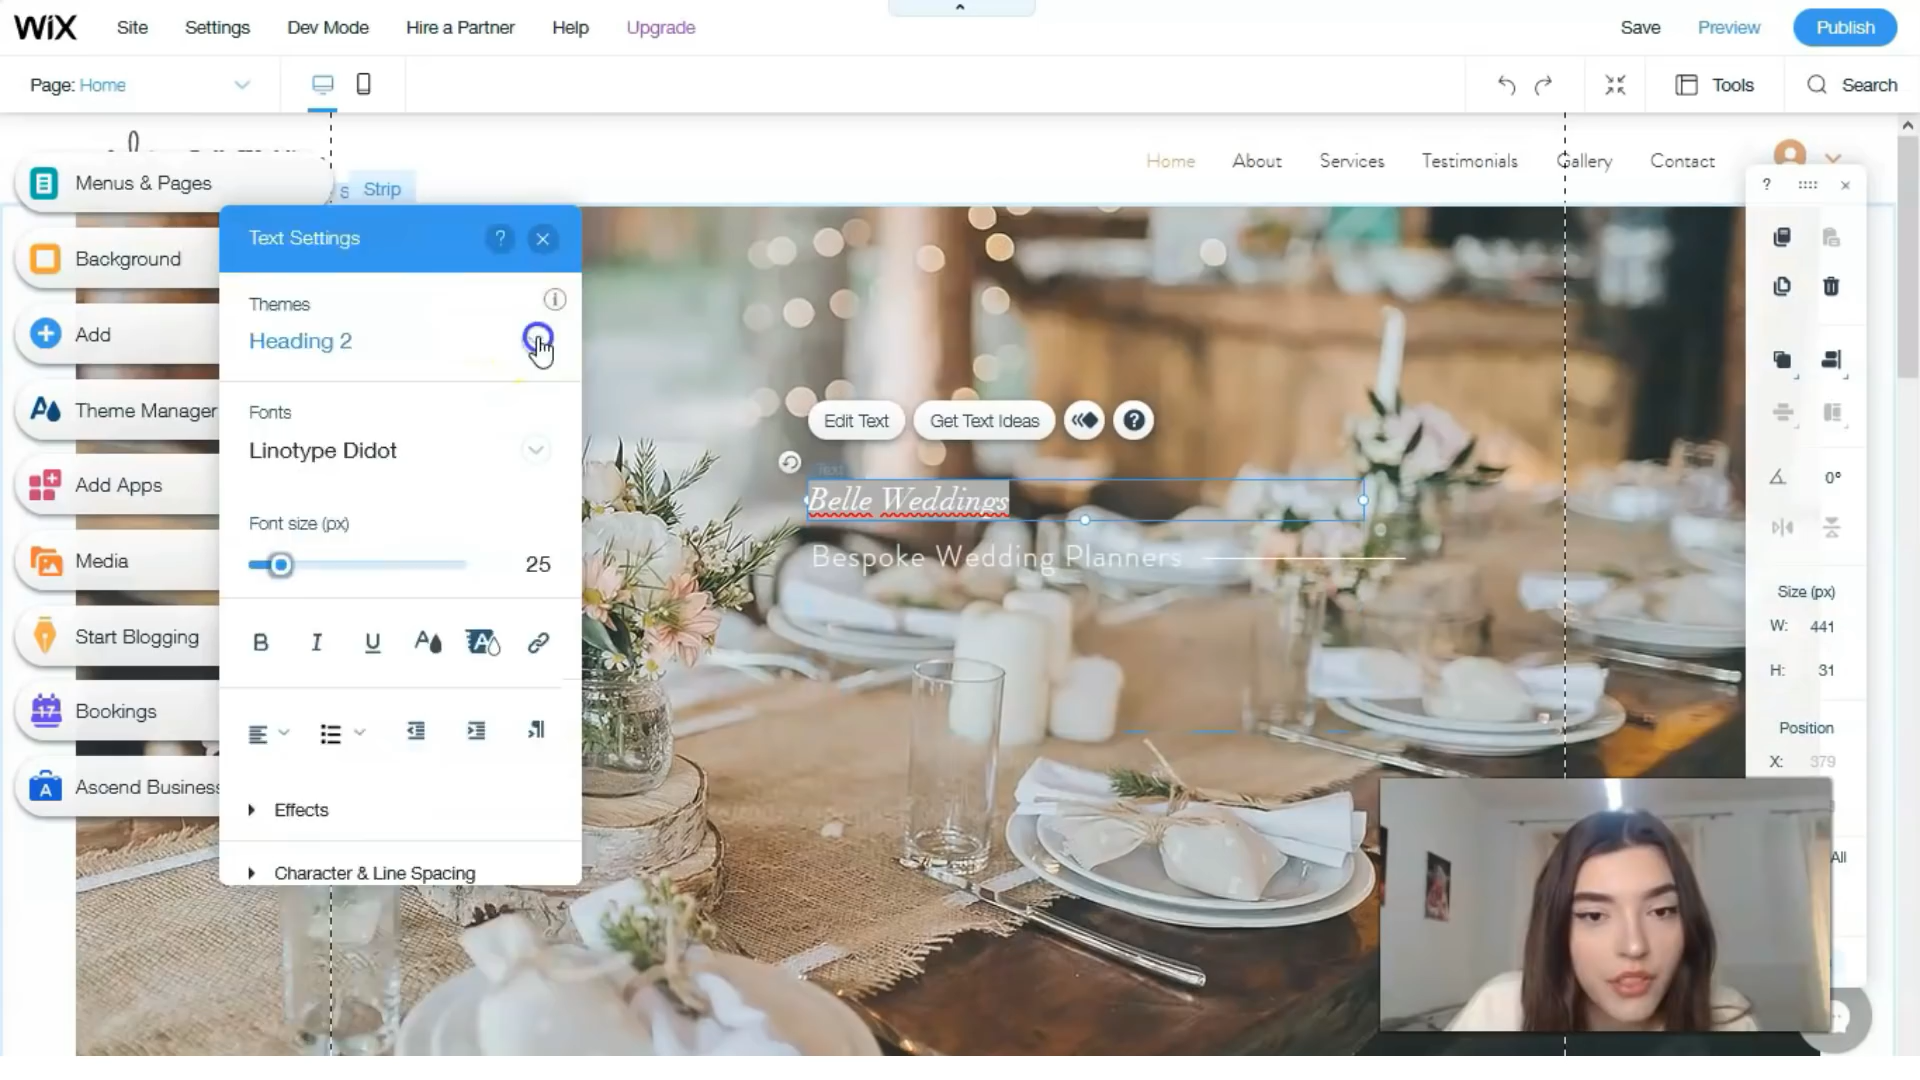 WiX Site Settings Dev Mode Hire a Partner Help Upgrade Save Preview Publish
Page: Home Tools Search
Home About Services Testimonials Gallery Contact
Menus & Pages
S Strip
?
Text Settings ?
Background
Themes
Heading 2
Add
Fonts
Theme Manager
Edit Text Get Text Ideas ?
Linotype Didot
Text
0°
Add Apps
Belle Weddings
Font size (px)
Bespoke Wedding Planners
Media
25
Size (px)
W: 441
Start Blogging
B I U A A
H: 31
17 Bookings
Position
X: 379
A Ascend Business
Effects
All
Character & Line Spacing